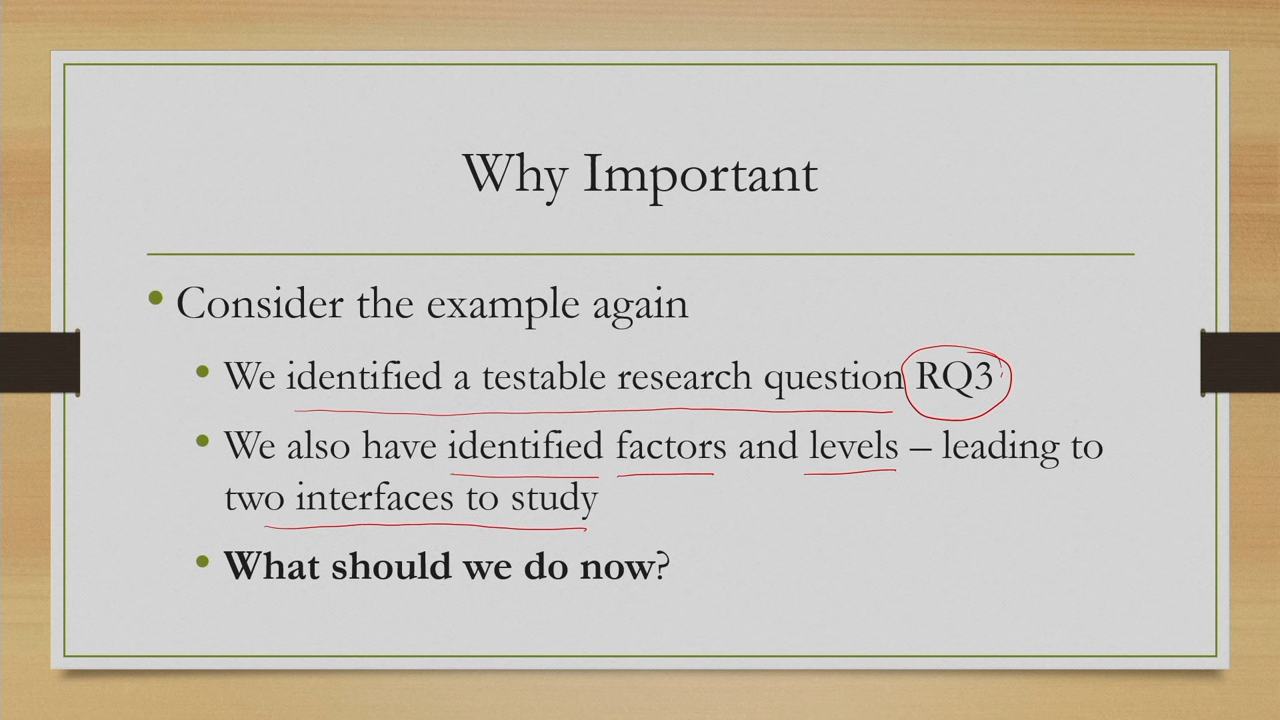 Why Important
Consider the example again
We identified a testable research question RQ3
We also have identified factors and levels – leading to
two interfaces to study
What should we do now?